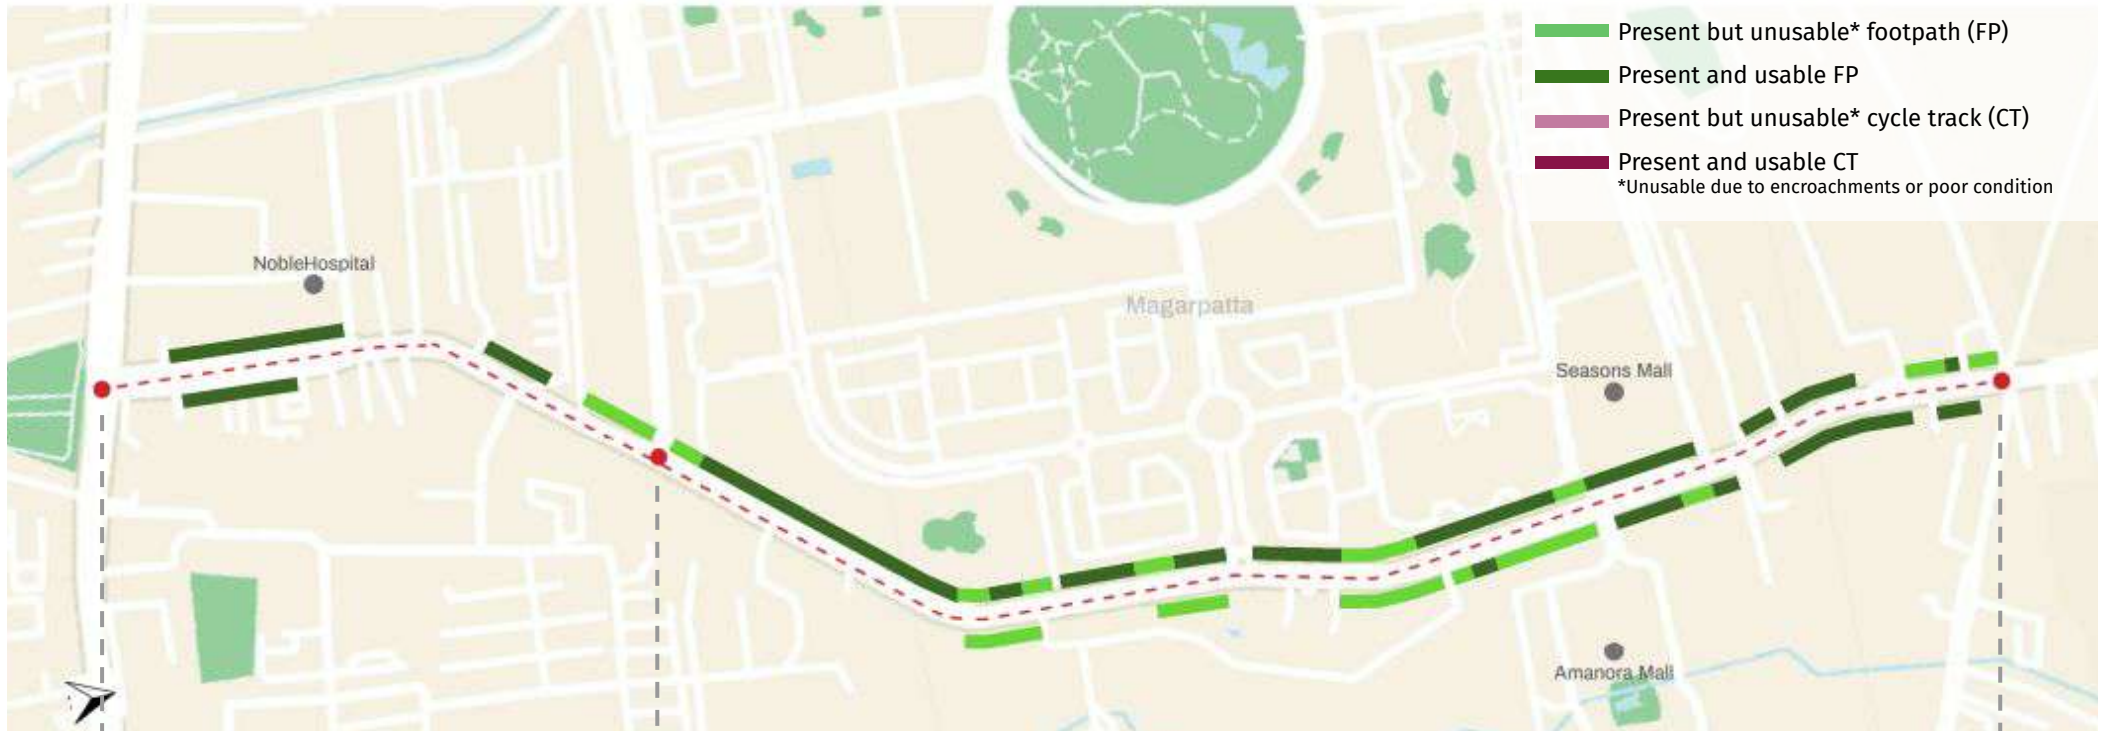 Present but unusable* footpath (FP)
Present and usable FP
Present but unusable* cycle track (CT)
Present and usable CT
*Unusable due to encroachments or poor condition
NobleHospital
Magarpatta
Seasons Mall
Amanora Mall